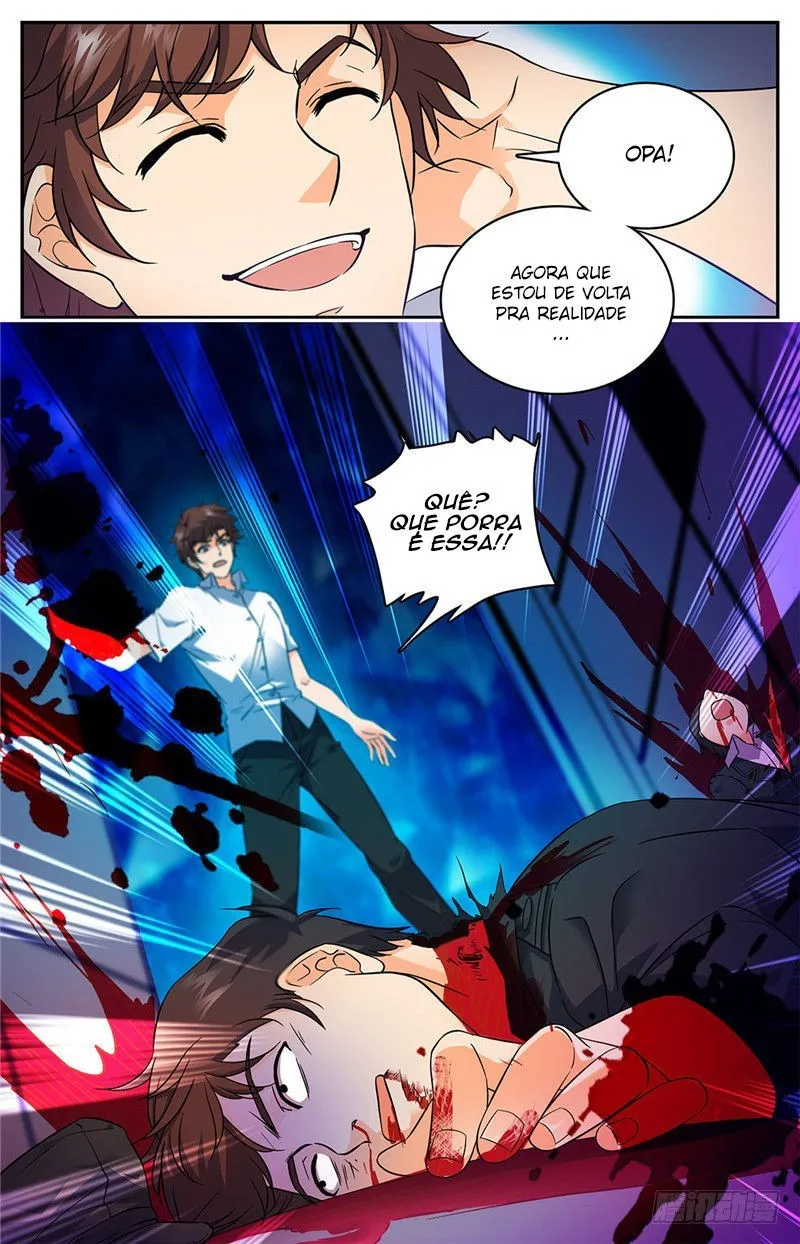 OPA!
AGORA QUE
ESTOU DE VOLTA
PRA REALIDADE
...
QUÊ?
QUE PORRA
É ESSA!!